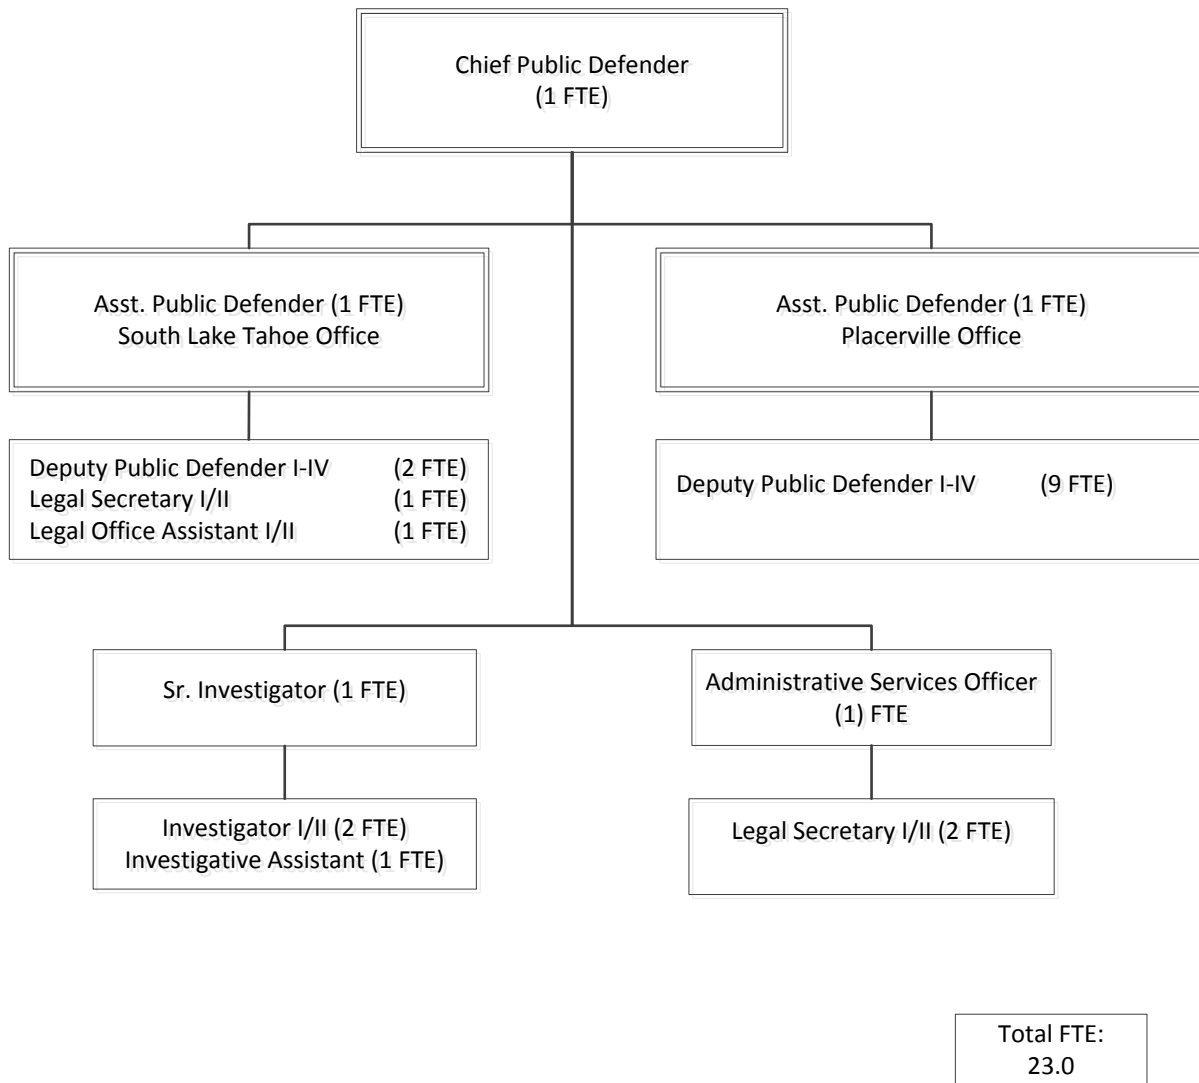 Chief Public Defender
(1 FTE)
Asst. Public Defender (1 FTE)
South Lake Tahoe Office
Asst. Public Defender (1 FTE)
Placerville Office
Deputy Public Defender I-IV (2 FTE)
Legal Secretary I/II (1 FTE)
Legal Office Assistant I/II (1 FTE)
Deputy Public Defender I-IV (9 FTE)
Sr. Investigator (1 FTE)
Administrative Services Officer
(1) FTE
Investigator I/II (2 FTE)
Investigative Assistant (1 FTE)
Legal Secretary I/II (2 FTE)
Total FTE:
23.0